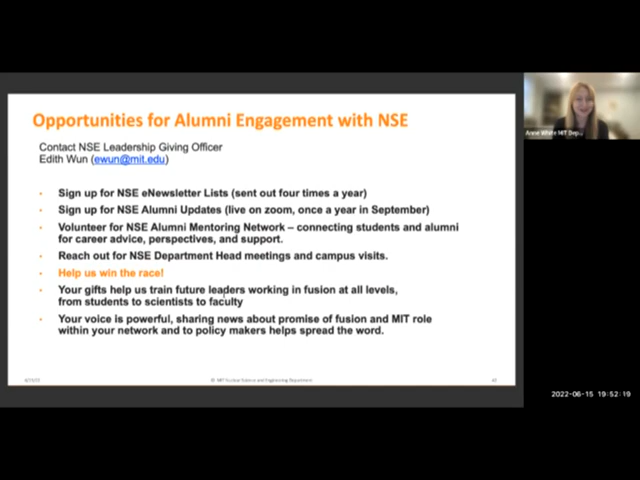 Opportunities for Alumni Engagement with NSE
Contact NSE Leadership Giving Officer
Edith Wun (ewun@mit.edu)
• Sign up for NSE eNewsletter Lists (sent out four times a year)
• Sign up for NSE Alumni Updates (live on zoom, once a year in September)
• Volunteer for NSE Alumni Mentoring Network – connecting students and alumni
for career advice, perspectives, and support.
• Reach out for NSE Department Head meetings and campus visits.
• Help us win the race!
• Your gifts help us train future leaders working in fusion at all levels,
from students to scientists to faculty
• Your voice is powerful, sharing news about promise of fusion and MIT role
within your network and to policy makers helps spread the word.
Anne White MIT Dep...
© MIT Nuclear Science and Engineering Department
2022-06-15 19:52:19